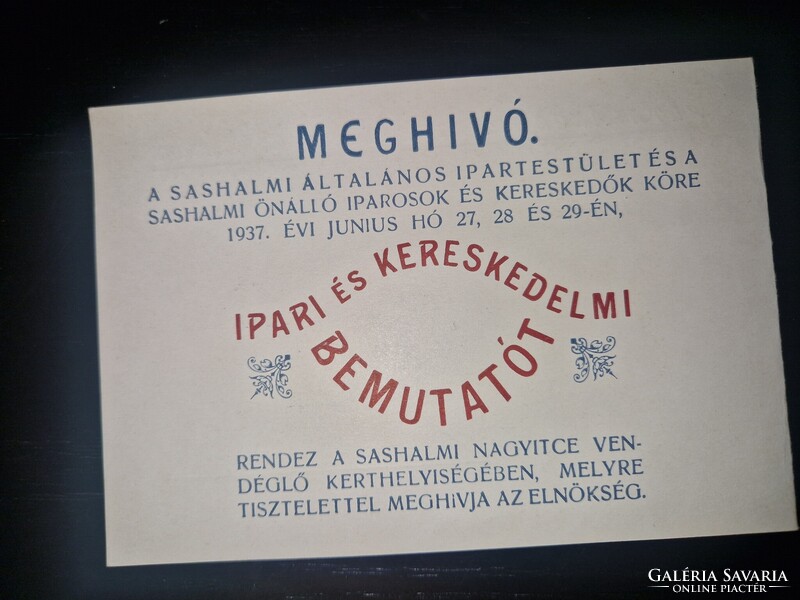 MEGHIVÓ.
A SASHALMI ÁLTALÁNOS IPARTESTÜLET ÉS A
SASHALMI ÖNÁLLÓ IPAROSOK ÉS KERESKEDŐK KÖRE
1937. ÉVI JUNIUS HÓ 27, 28 ÉS 29-ÉN,
IPARI ÉS KERESKEDELMI
BEMUTATÓT
RENDEZ A SASHALMI NAGYITCE VEN-
DÉGLŐ KERTHELYISÉGÉBEN, MELYRE
TISZTELETTEL MEGHIVJA AZ ELNÖKSÉG.
GALÉRIA SAVARIA
ONLINE PIACTÉR